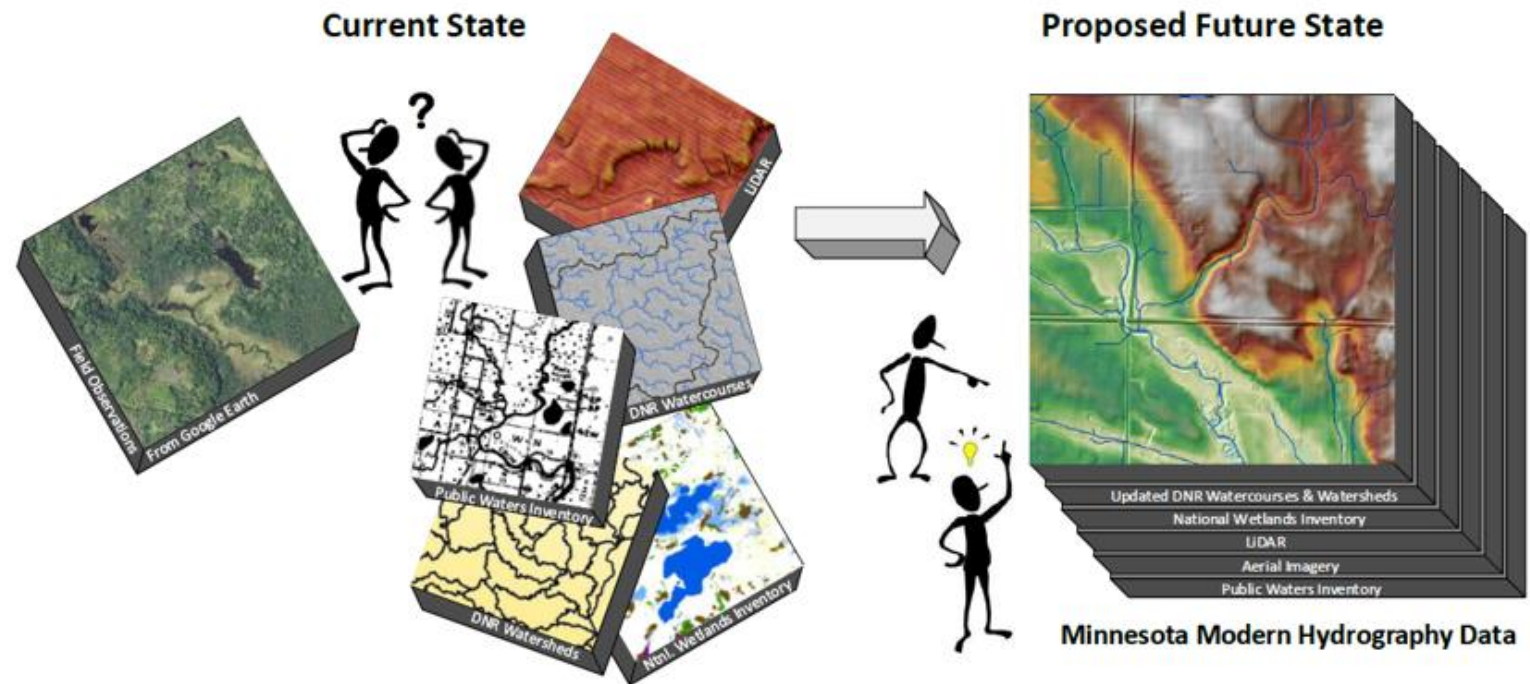 Current State
Proposed Future State
?
LiDAR
Field Observations
From Google Earth
DNR Watercourses
Public Waters Inventory
DNR Watersheds
Ntnl. Wetlands Inventory
Updated DNR Watercourses & Watersheds
National Wetlands Inventory
LiDAR
Aerial Imagery
Public Waters Inventory
Minnesota Modern Hydrography Data